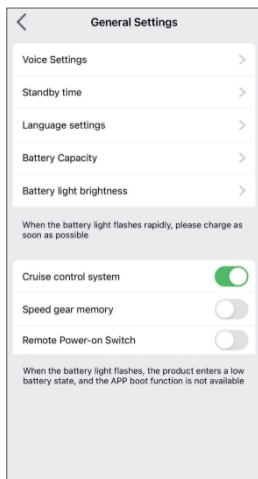 General Settings
Voice Settings
Standby time
Language settings
Battery Capacity
Battery light brightness
When the battery light flashes rapidly, please charge as
soon as possible
Cruise control system
Speed gear memory
Remote Power-on Switch
When the battery light flashes, the product enters a low
battery state, and the APP boot function is not available